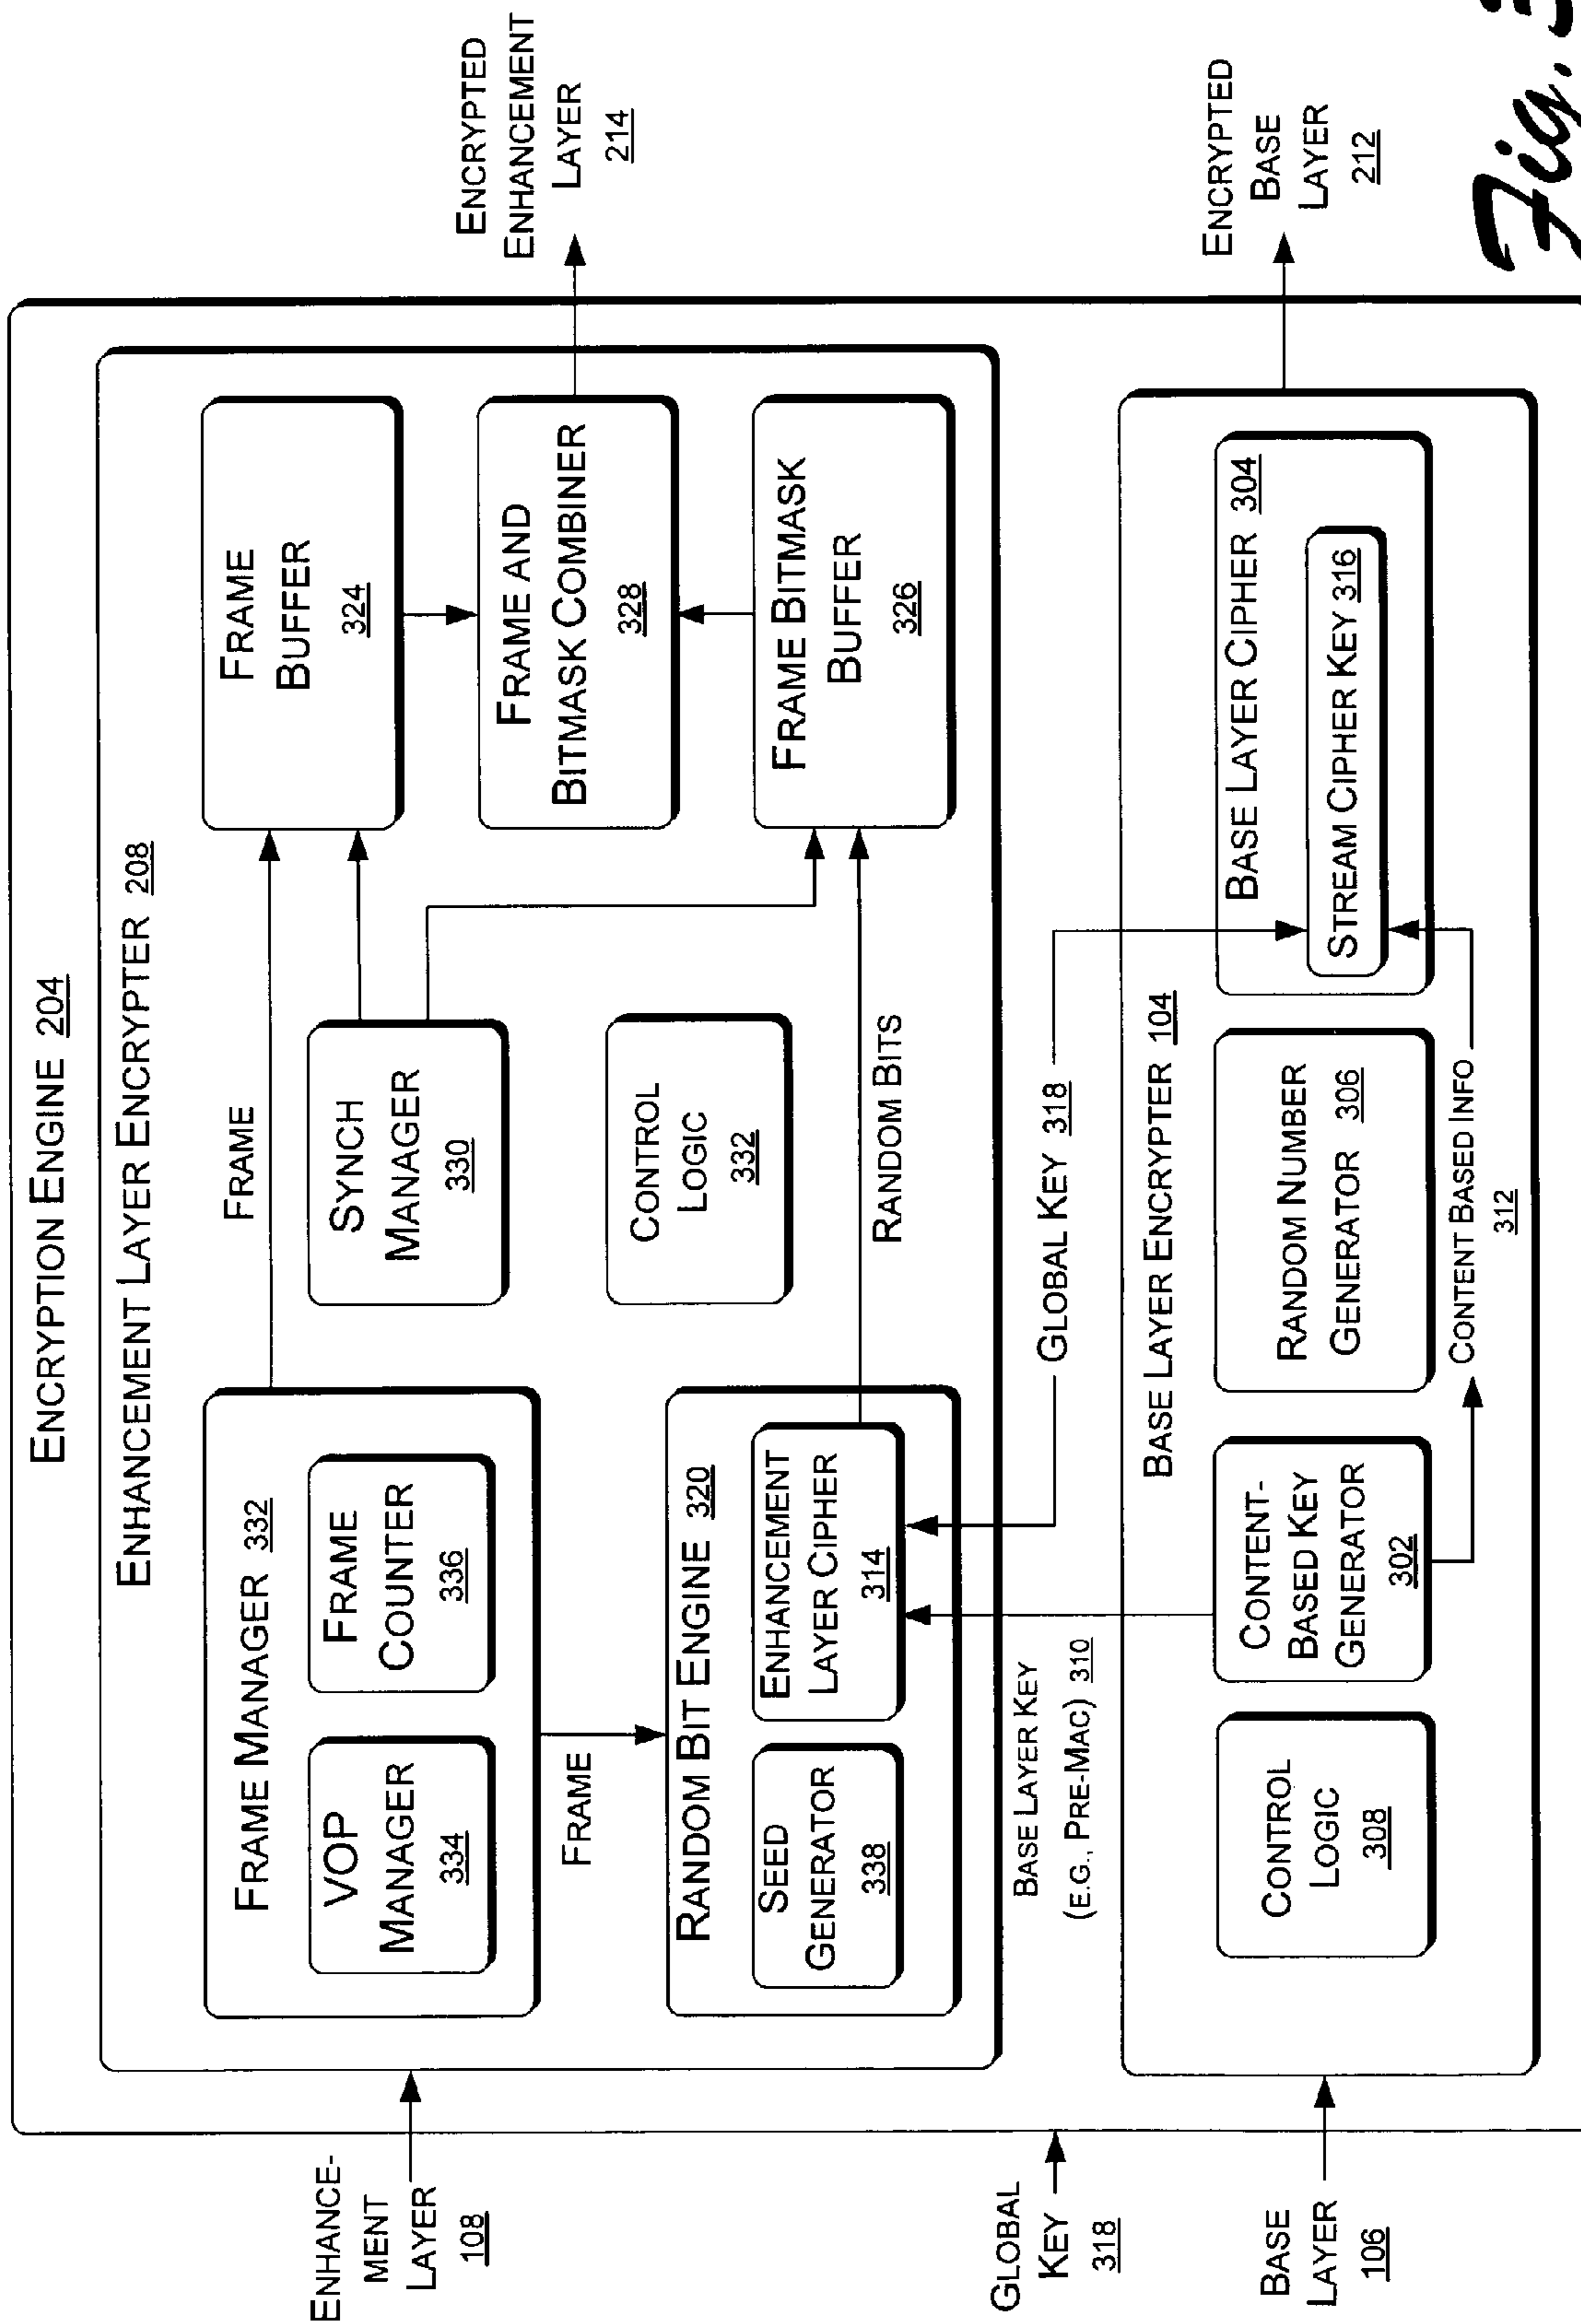 ENCRYPTION ENGINE 204
ENHANCEMENT LAYER ENCRYPTER 208
ENHANCE-
MENT
LAYER
108
FRAME MANAGER 332
VOP
MANAGER
334
FRAME
COUNTER
336
FRAME
FRAME
SYNCH
MANAGER
330
CONTROL
LOGIC
332
FRAME
BUFFER
324
FRAME AND
BITMASK COMBINER
328
FRAME BITMASK
BUFFER
326
ENCRYPTED
ENHANCEMENT
LAYER
214
RANDOM BIT ENGINE 320
SEED
GENERATOR
338
ENHANCEMENT
LAYER CIPHER
314
RANDOM BITS
GLOBAL
KEY
318
BASE LAYER KEY
(E.G., PRE-MAC) 310
GLOBAL KEY 318
BASE LAYER ENCRYPTER 104
BASE
LAYER
106
CONTROL
LOGIC
308
CONTENT-
BASED KEY
GENERATOR
302
RANDOM NUMBER
GENERATOR 306
BASE LAYER CIPHER 304
STREAM CIPHER KEY 316
CONTENT BASED INFO
312
ENCRYPTED
BASE
LAYER
212
Fig. 3